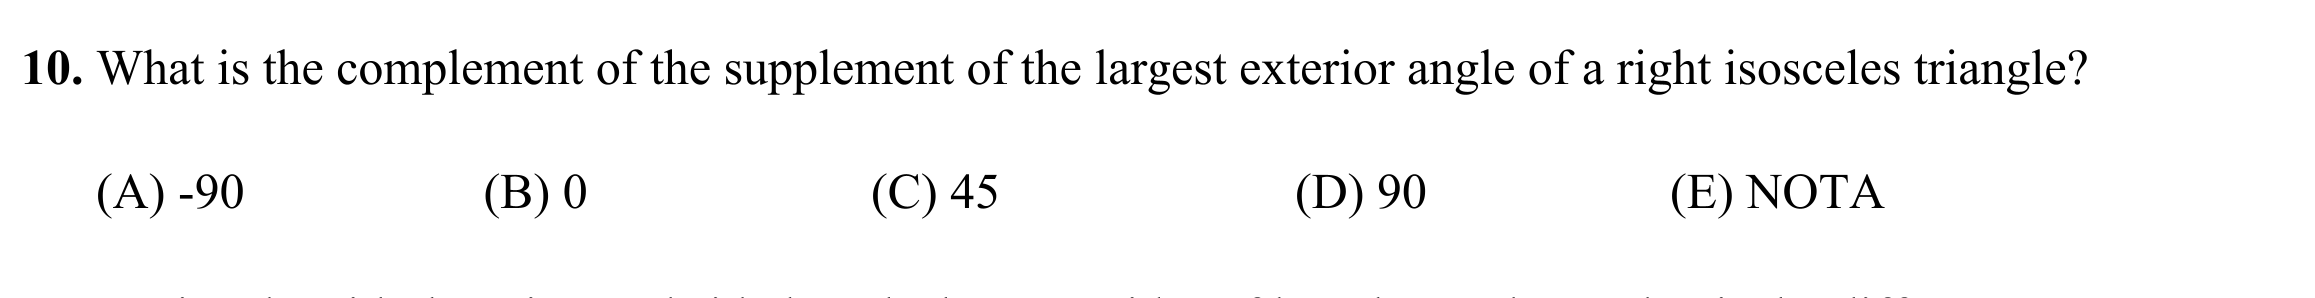 10. What is the complement of the supplement of the largest exterior angle of a right isosceles triangle?
(A) -90 (B) 0 (C) 45 (D) 90 (E) NOTA